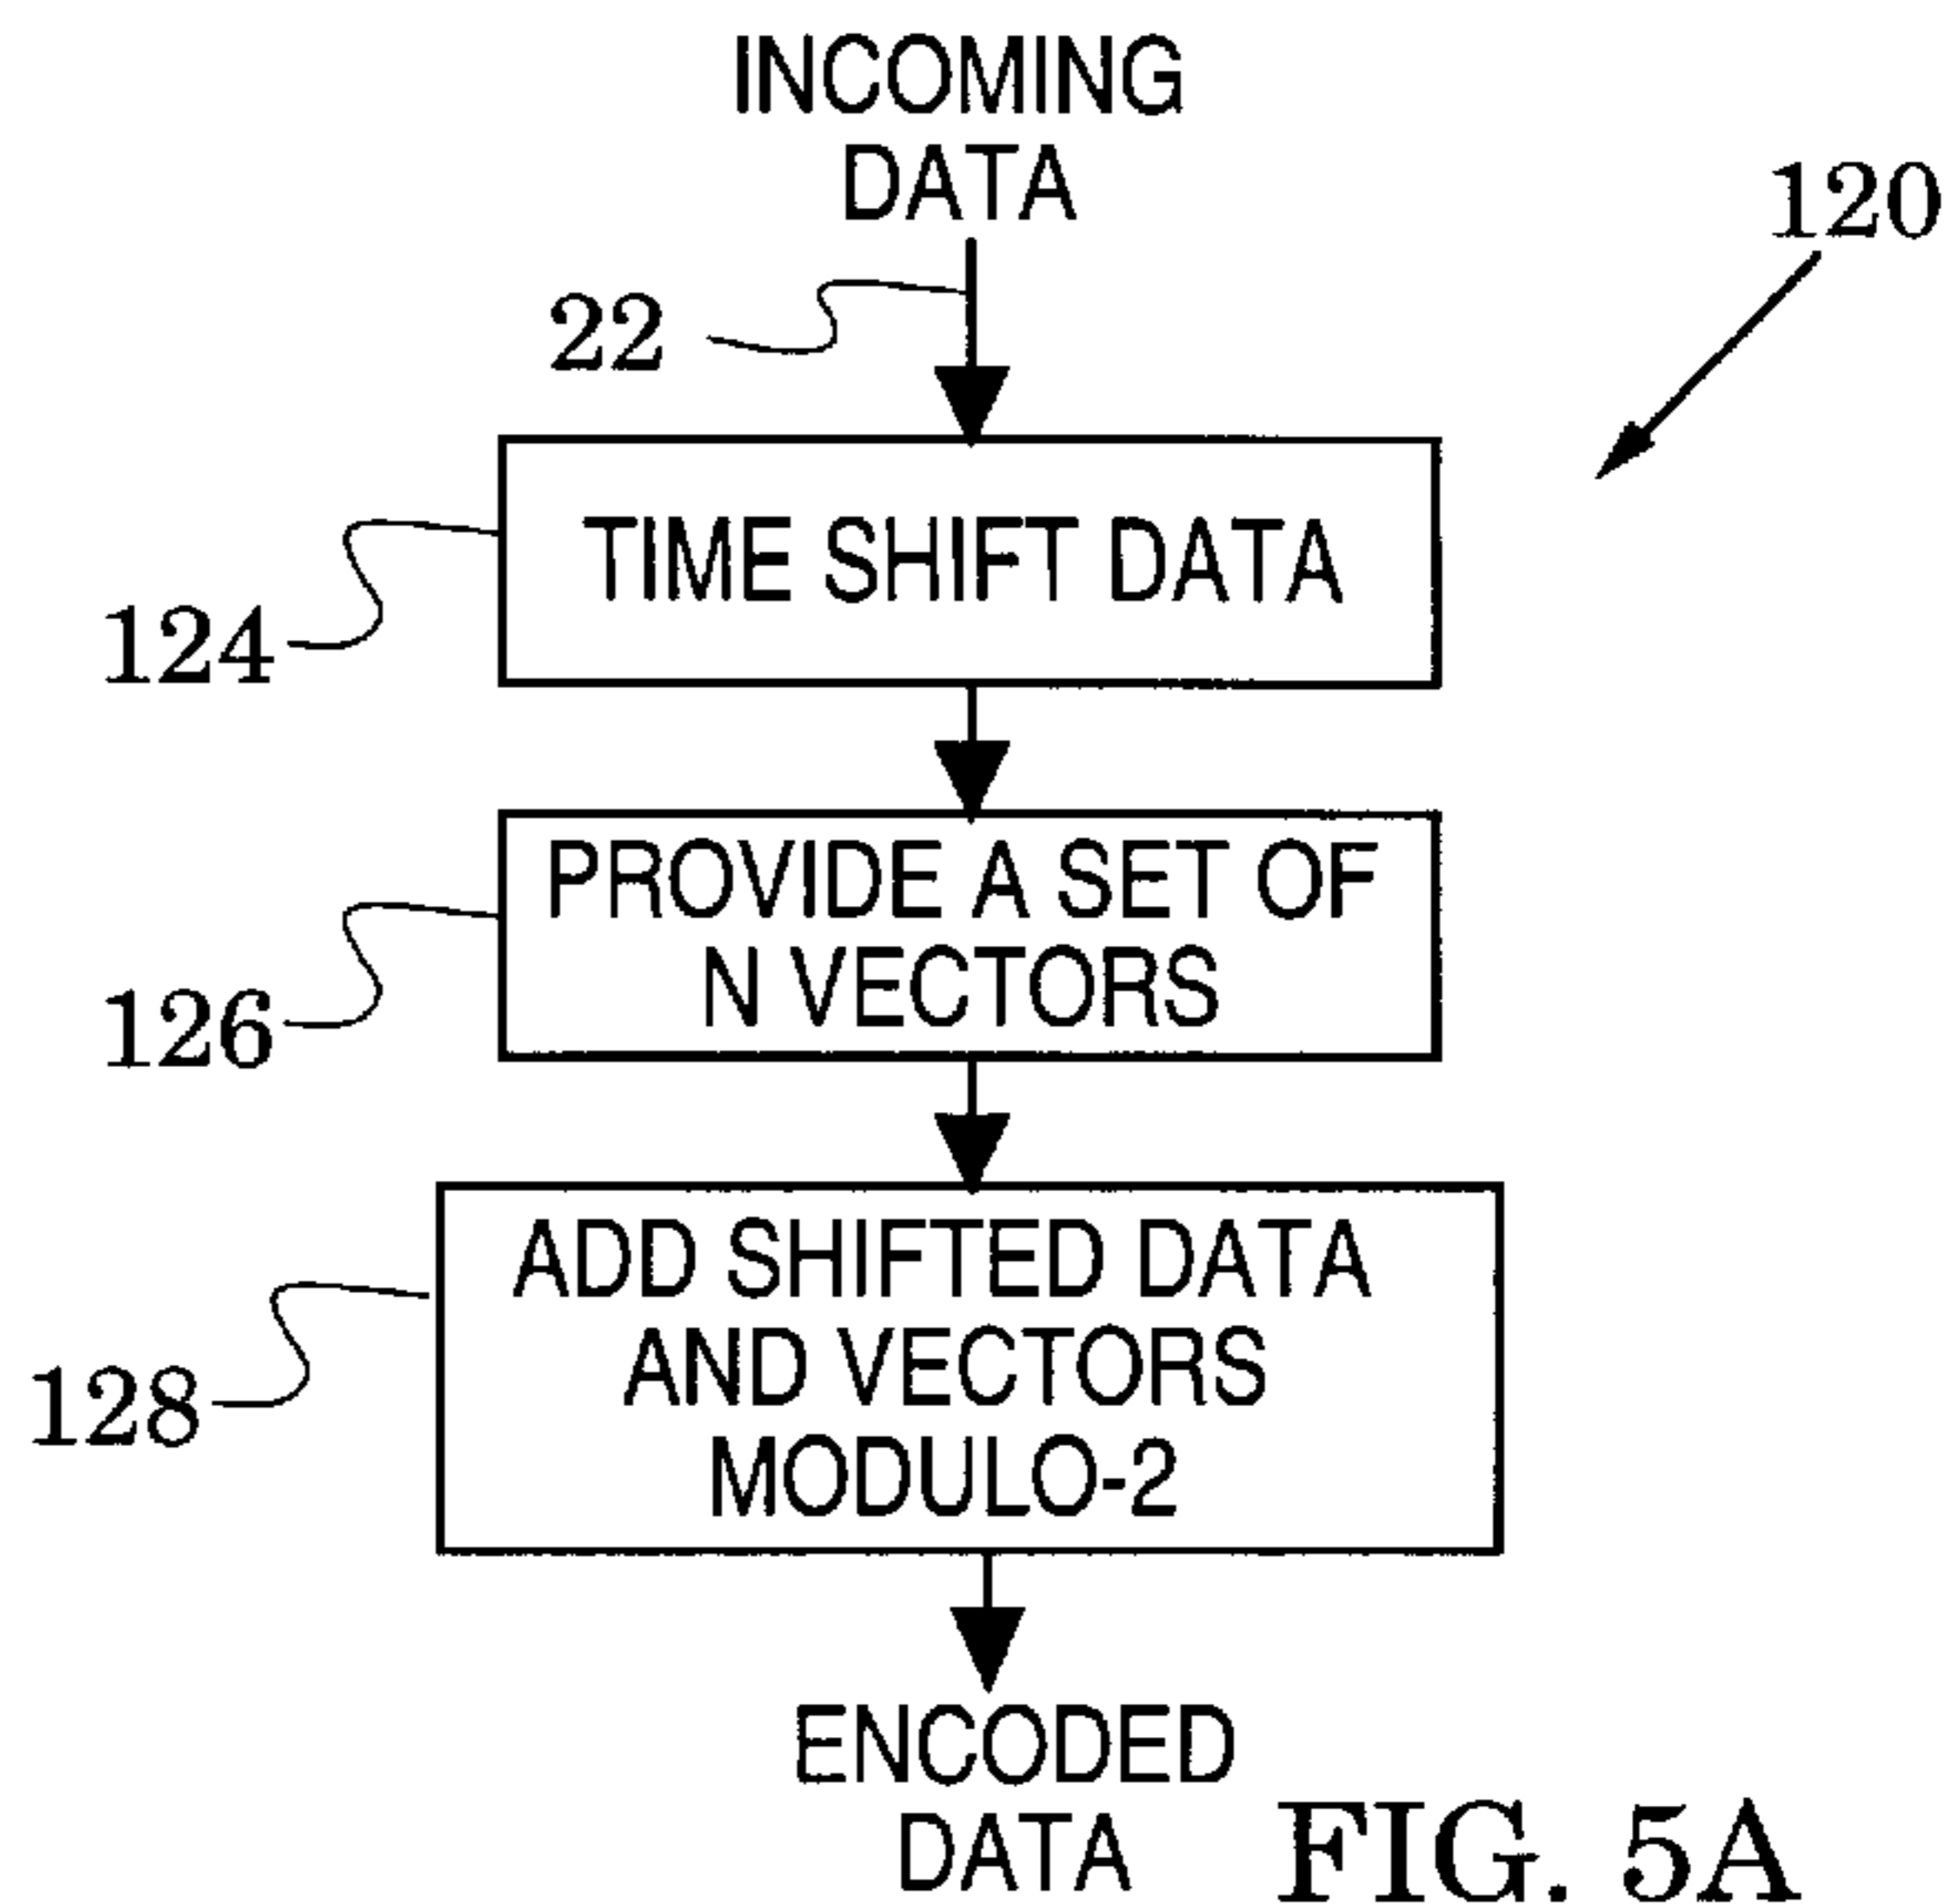 INCOMING
DATA
120
22
TIME SHIFT DATA
124
PROVIDE A SET OF
N VECTORS
126
ADD SHIFTED DATA
AND VECTORS
MODULO-2
128
ENCODED
DATA
FIG. 5A